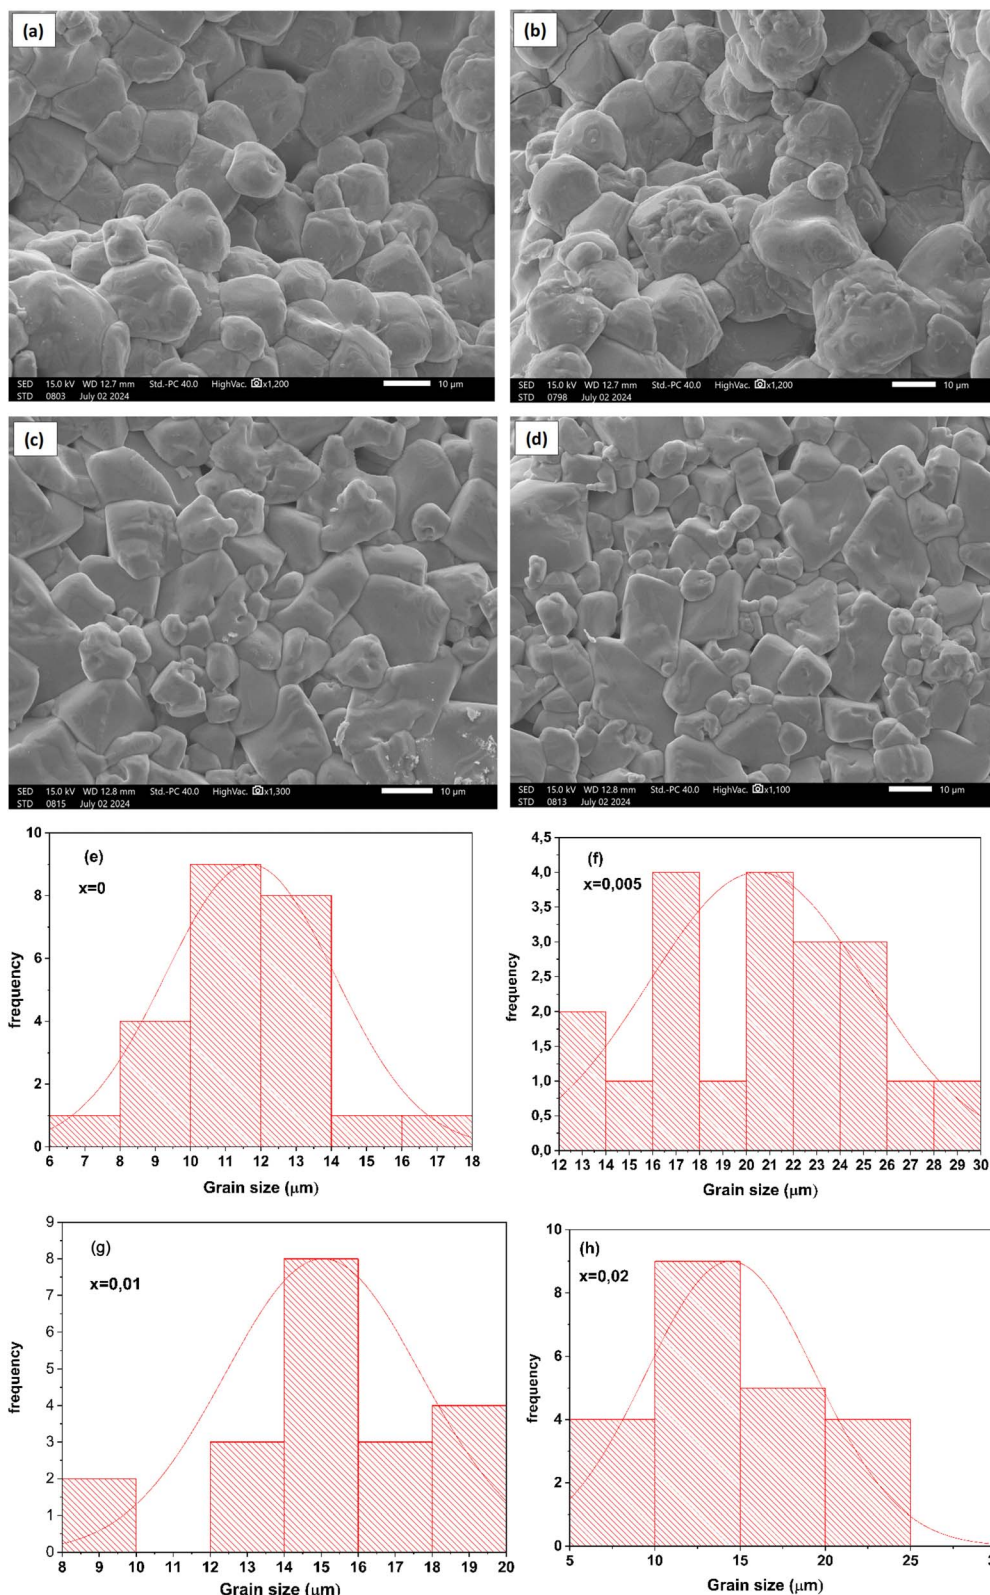 (a)
SED 15.0 kV WD 12.7 mm Std.-PC 40.0 HighVac. x1,200 10 µm
STD 0803 July 02 2024
(b)
SED 15.0 kV WD 12.7 mm Std.-PC 40.0 HighVac. x1,200 10 µm
STD 0798 July 02 2024
(c)
SED 15.0 kV WD 12.8 mm Std.-PC 40.0 HighVac. x1,300 10 µm
STD 0815 July 02 2024
(d)
SED 15.0 kV WD 12.8 mm Std.-PC 40.0 HighVac. x1,100 10 µm
STD 0813 July 02 2024
(e)
x=0
frequency
10
8
6
4
2
0
6 7 8 9 10 11 12 13 14 15 16 17 18
Grain size (µm)
(f)
x=0,005
frequency
4,5
4,0
3,5
3,0
2,5
2,0
1,5
1,0
0,5
0,0
12 13 14 15 16 17 18 19 20 21 22 23 24 25 26 27 28 29 30
Grain size (µm)
(g)
x=0,01
frequency
9
8
7
6
5
4
3
2
1
0
8 9 10 11 12 13 14 15 16 17 18 19 20
Grain size (µm)
(h)
x=0,02
frequency
10
8
6
4
2
0
5 10 15 20 25
Grain size (µm)